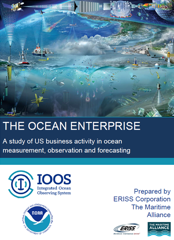 THE OCEAN ENTERPRISE
A study of US business activity in ocean
measurement, observation and forecasting
IOOS
Integrated Ocean
Observing System
Prepared by
ERISS Corporation
The Maritime
Alliance
NOAA
ERISS
THE MARITIME
ALLIANCE